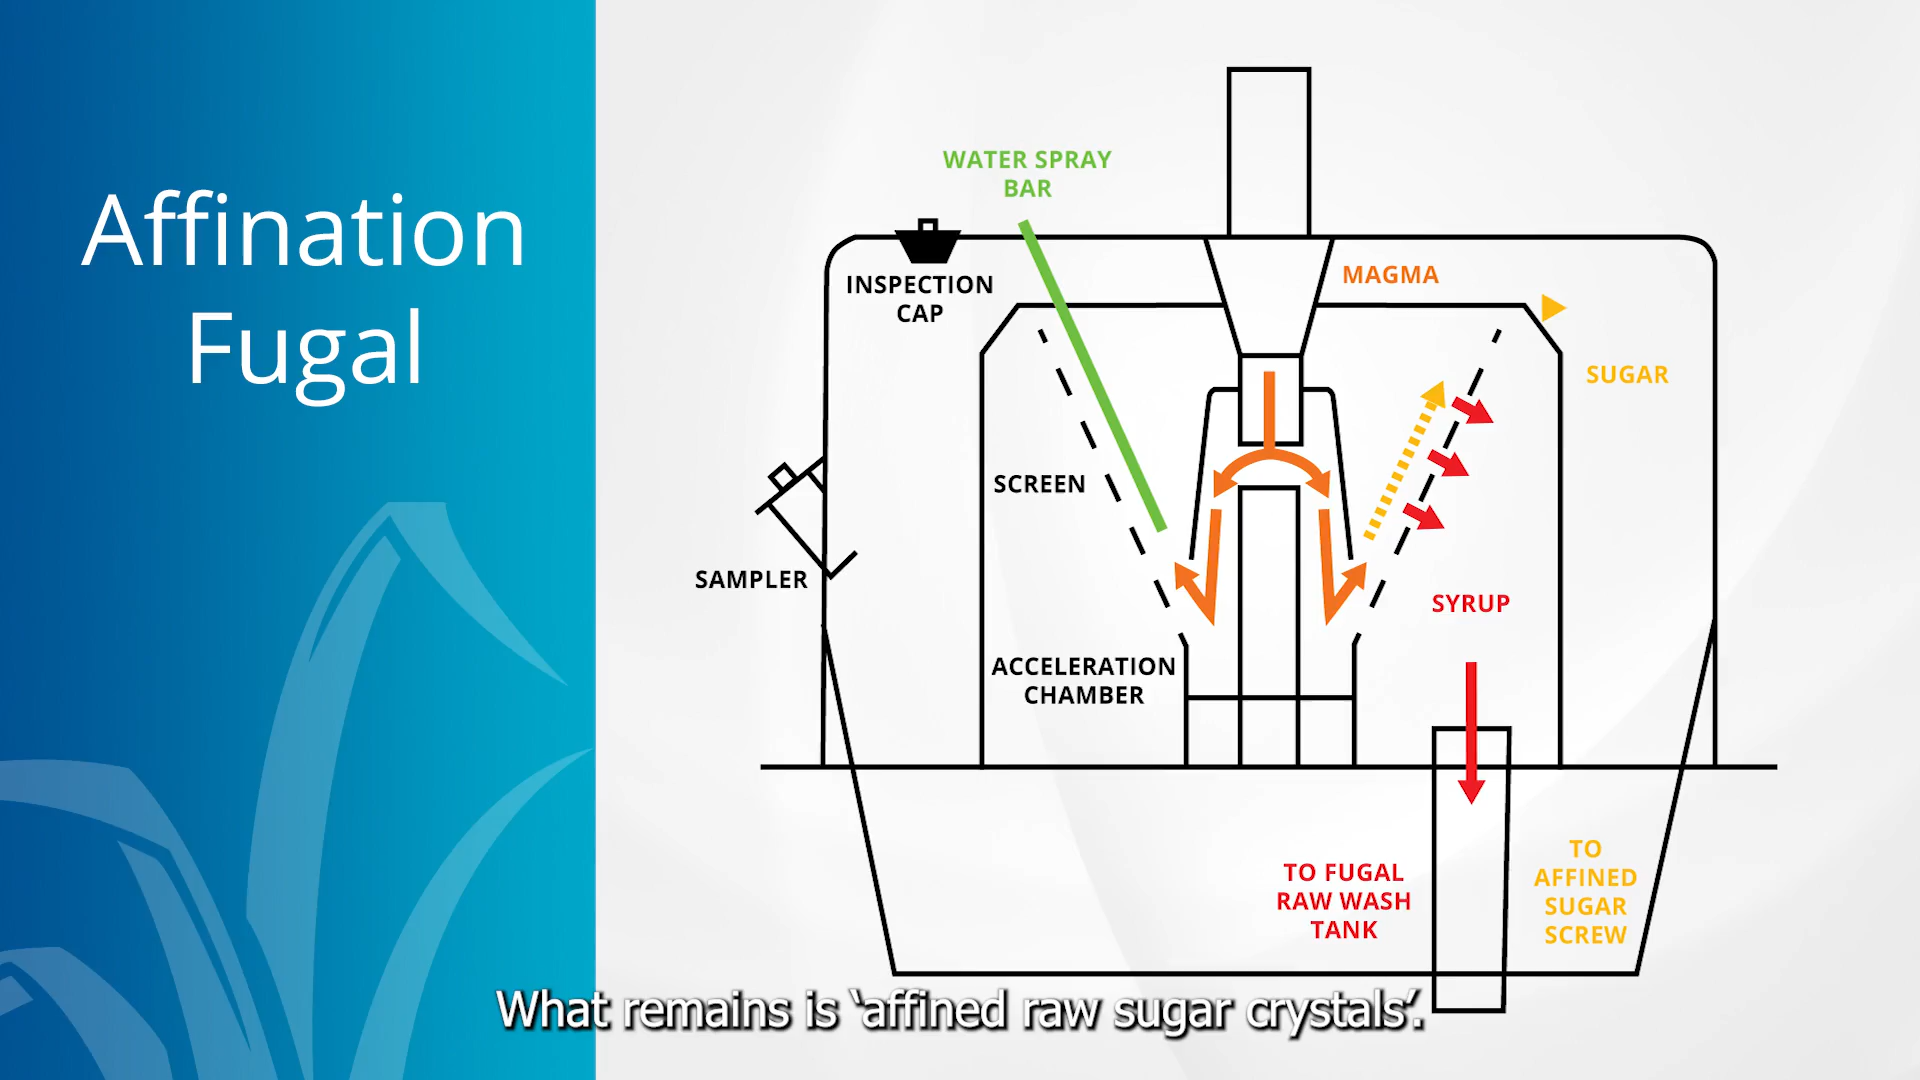 Affination
Fugal
WATER SPRAY
BAR
INSPECTION
CAP
MAGMA
SUGAR
SCREEN
SAMPLER
SYRUP
ACCELERATION
CHAMBER
TO FUGAL
RAW WASH
TANK
TO
AFFINED
SUGAR
SCREW
What remains is ‘affined raw sugar crystals’.